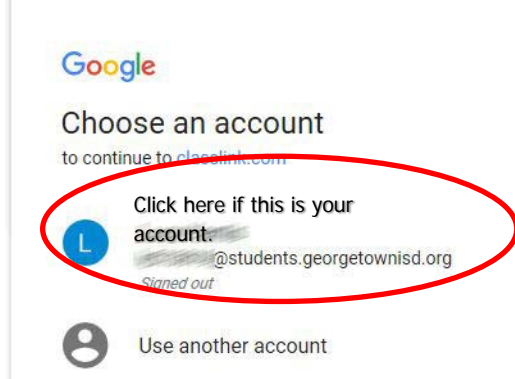 Google
Choose an account
to continue to classlink.com
Click here if this is your
account.
L
@students.georgetownisd.org
Signed out
Use another account